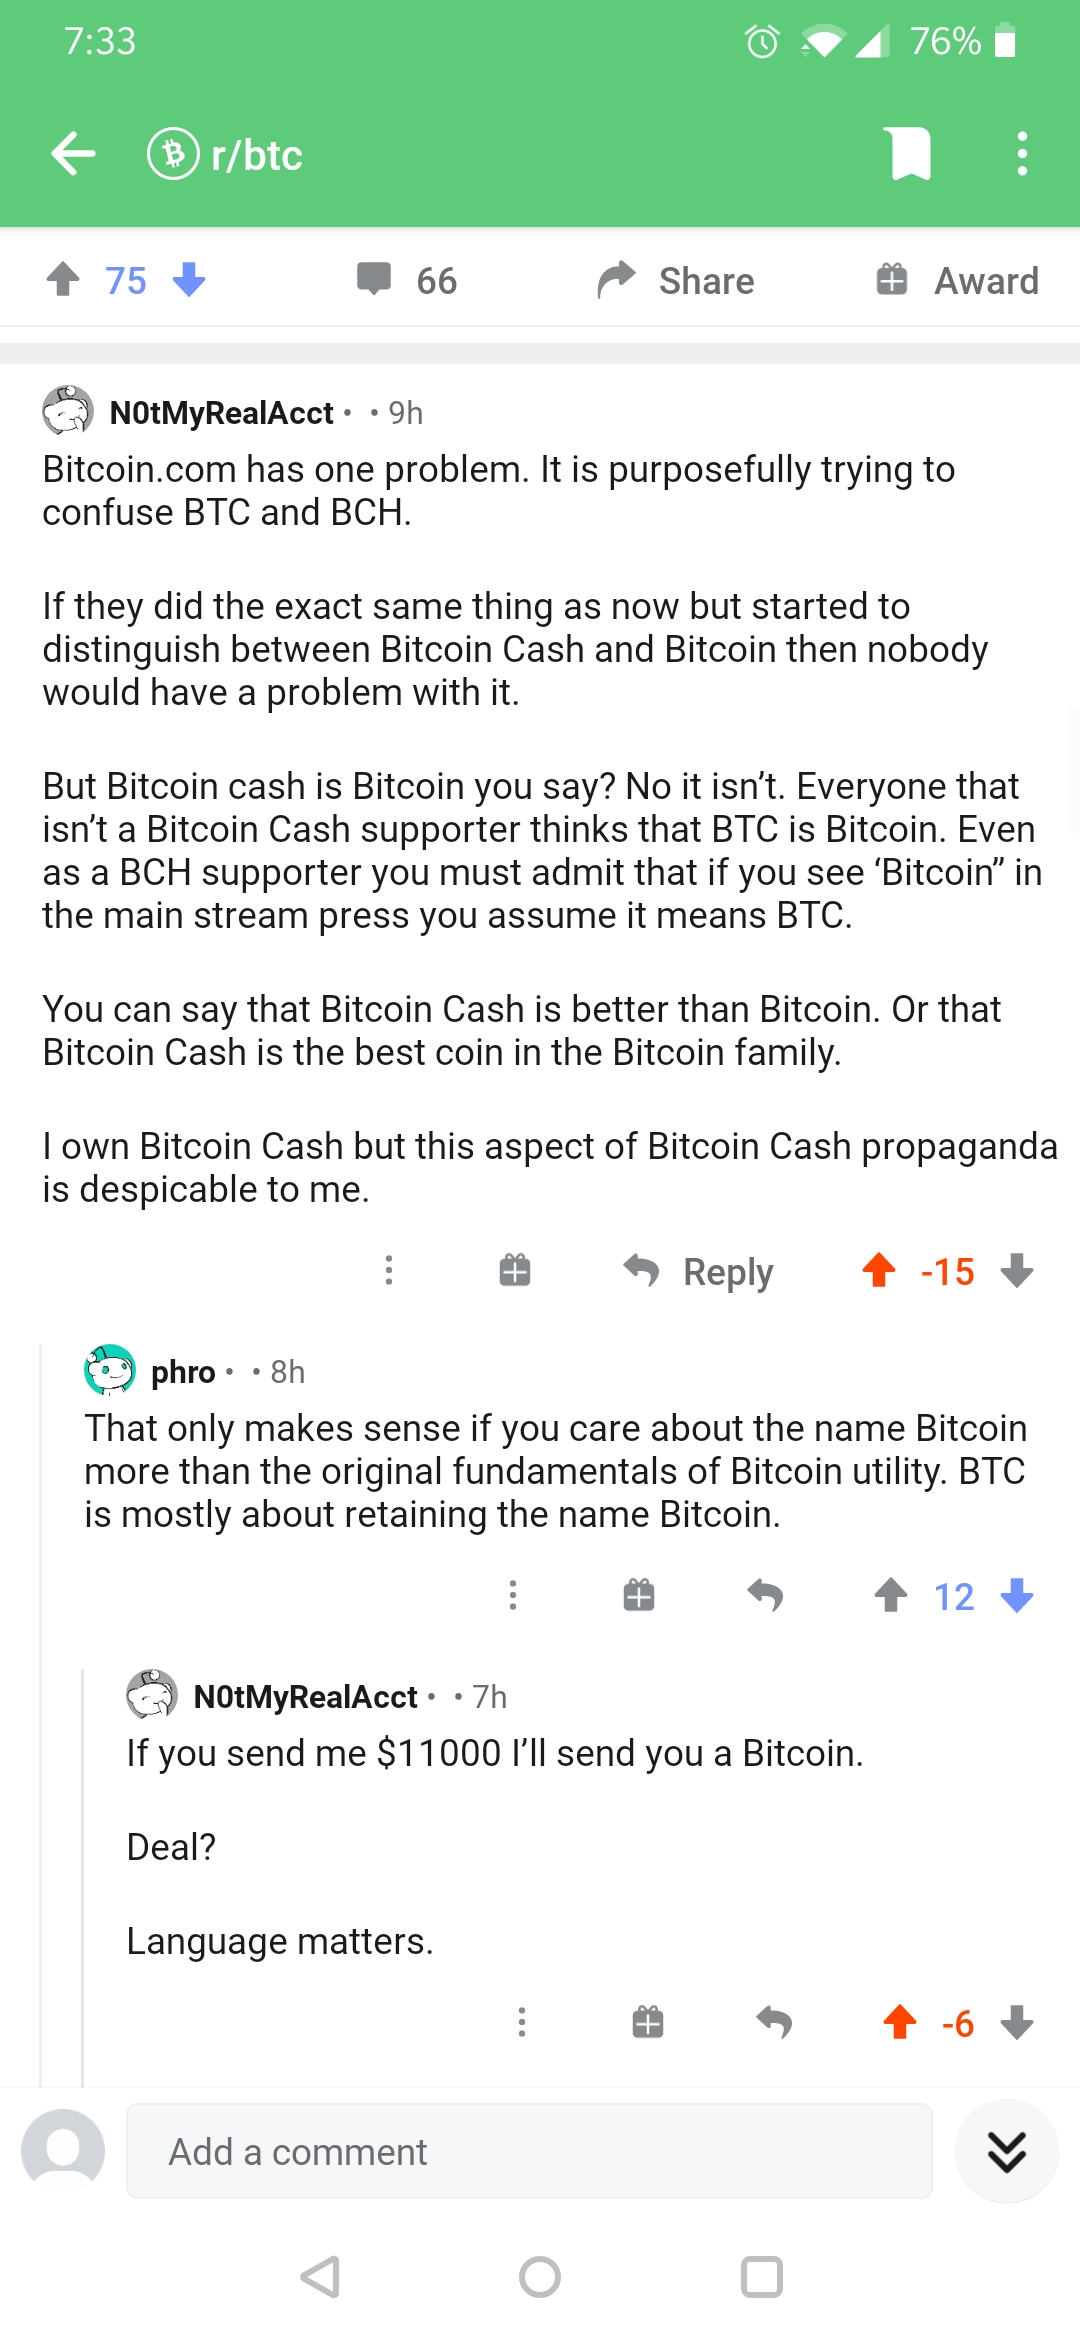 7:33
76%
r/btc
75
66
Share
Award
N0tMyRealAcct • • 9h
Bitcoin.com has one problem. It is purposefully trying to
confuse BTC and BCH.
If they did the exact same thing as now but started to
distinguish between Bitcoin Cash and Bitcoin then nobody
would have a problem with it.
But Bitcoin cash is Bitcoin you say? No it isn’t. Everyone that
isn’t a Bitcoin Cash supporter thinks that BTC is Bitcoin. Even
as a BCH supporter you must admit that if you see ‘Bitcoin” in
the main stream press you assume it means BTC.
You can say that Bitcoin Cash is better than Bitcoin. Or that
Bitcoin Cash is the best coin in the Bitcoin family.
I own Bitcoin Cash but this aspect of Bitcoin Cash propaganda
is despicable to me.
Reply
-15
phro • • 8h
That only makes sense if you care about the name Bitcoin
more than the original fundamentals of Bitcoin utility. BTC
is mostly about retaining the name Bitcoin.
12
N0tMyRealAcct • • 7h
If you send me $11000 I’ll send you a Bitcoin.
Deal?
Language matters.
-6
Add a comment